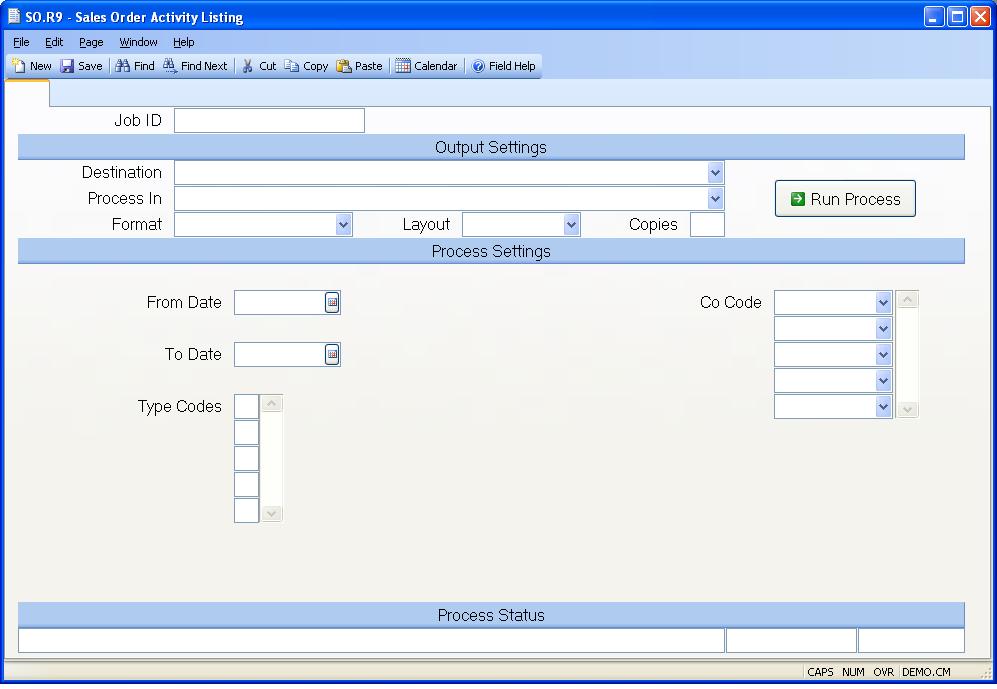 SO.R9 - Sales Order Activity Listing
File Edit Page Window Help
New Save Find Find Next Cut Copy Paste Calendar Field Help
Job ID
Output Settings
Destination
Process In
Run Process
Format Layout Copies
Process Settings
From Date Co Code
To Date
Type Codes
Process Status
CAPS NUM OVR DEMO.CM